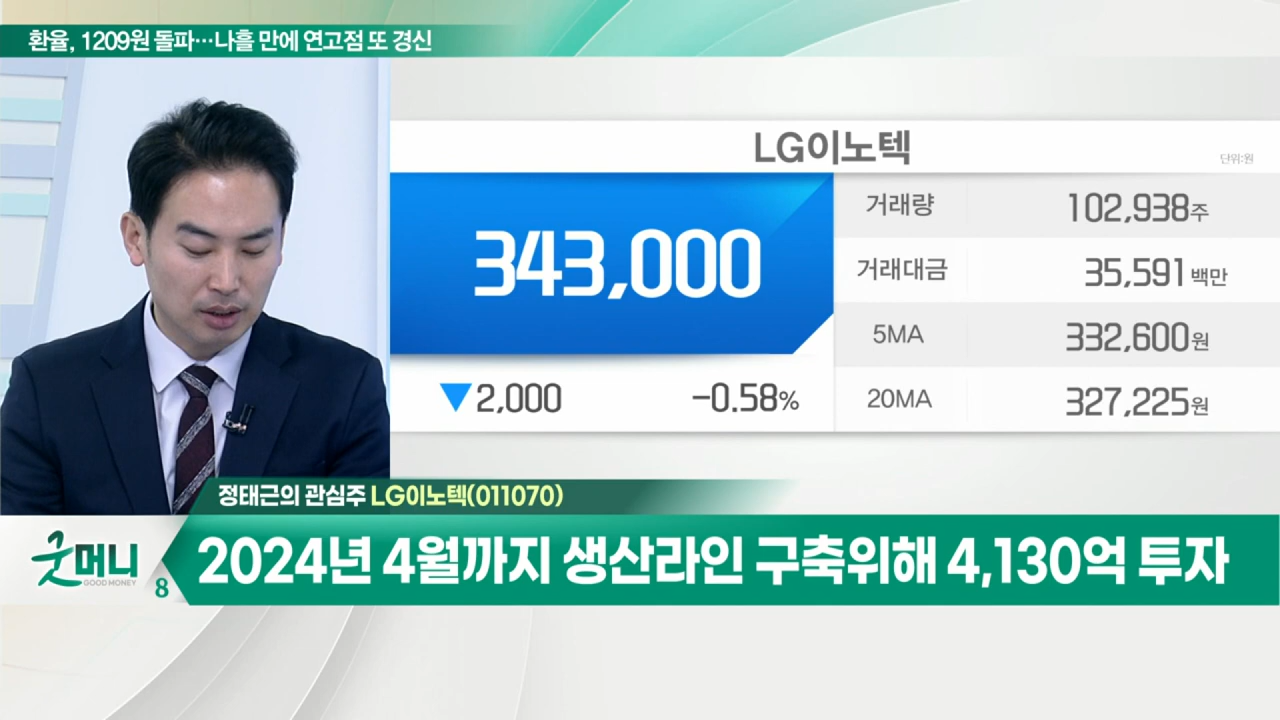 환율, 1209원 돌파…나흘 만에 연고점 또 경신
LG이노텍
단위:원
343,000
▼2,000 -0.58%
거래량 102,938주
거래대금 35,591백만
5MA 332,600원
20MA 327,225원
정태근의 관심주 LG이노텍(011070)
굿머니
GOOD MONEY
8
2024년 4월까지 생산라인 구축위해 4,130억 투자